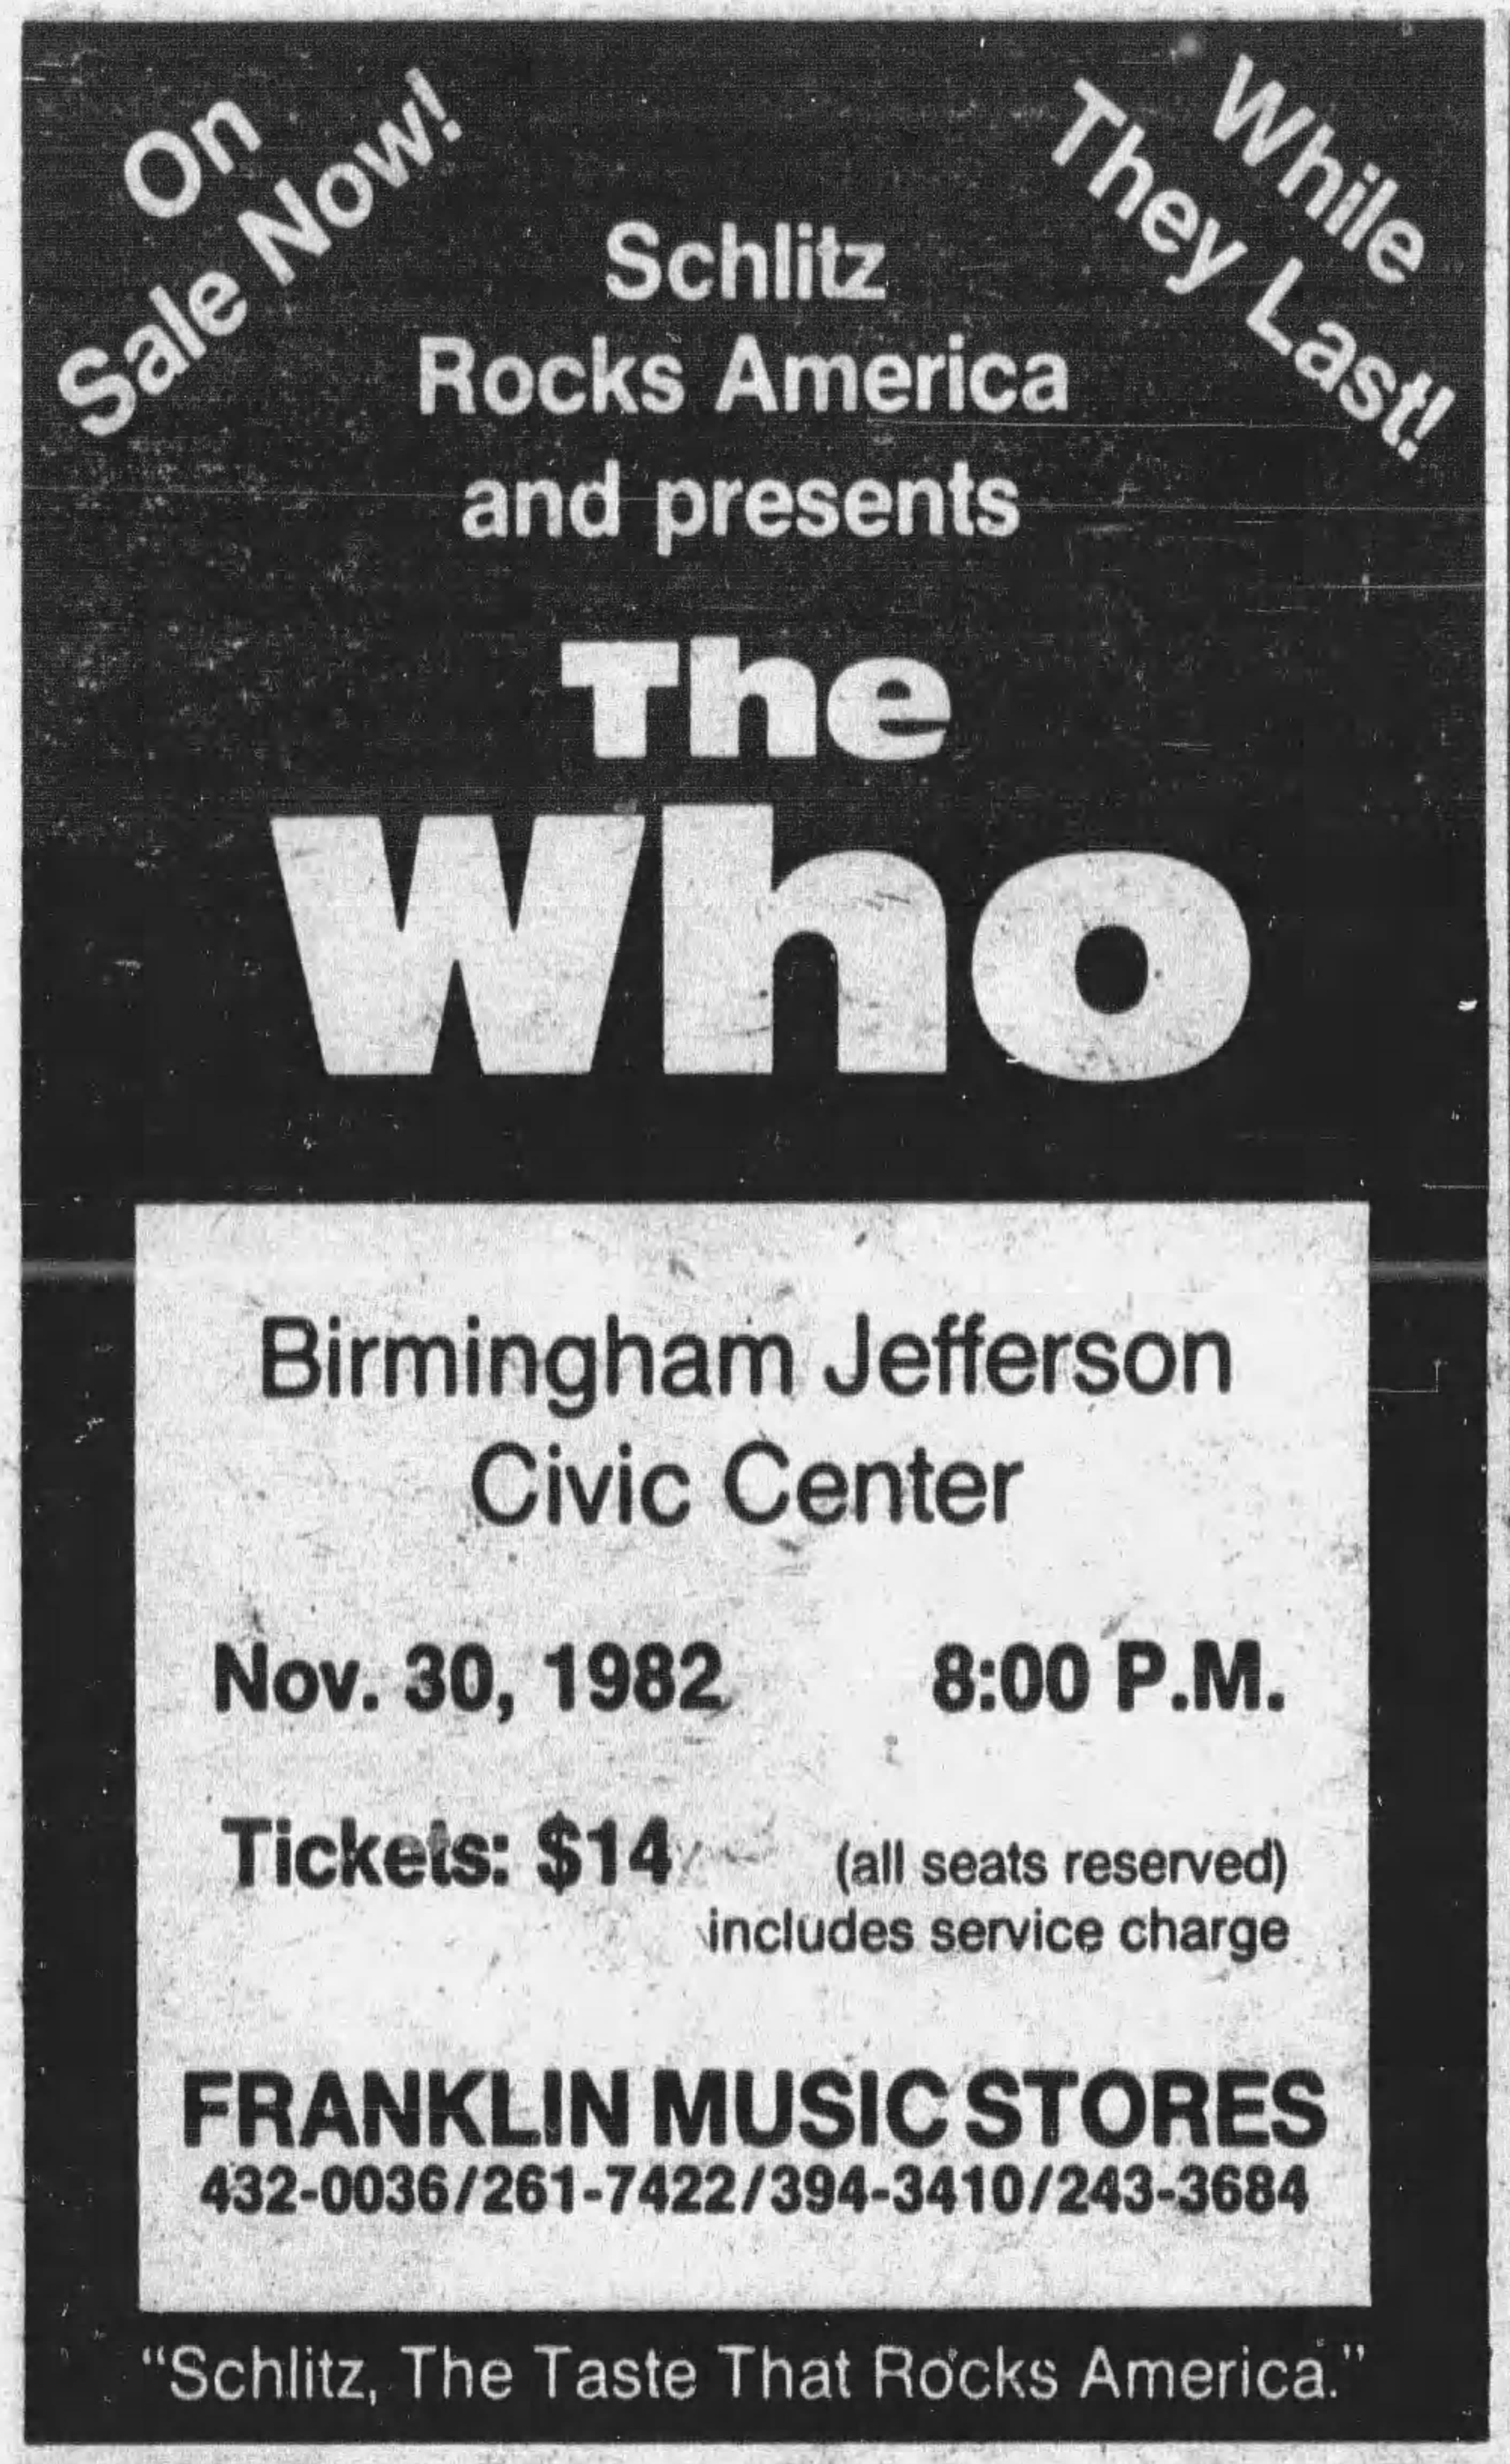 On
Sale Now!
While
They Last!
Schlitz
Rocks America
and presents
The
Who
Birmingham Jefferson
Civic Center
Nov. 30, 1982 8:00 P.M.
Tickets: $14 (all seats reserved)
includes service charge
FRANKLIN MUSIC STORES
432-0036/261-7422/394-3410/243-3684
“Schlitz, The Taste That Rocks America.”